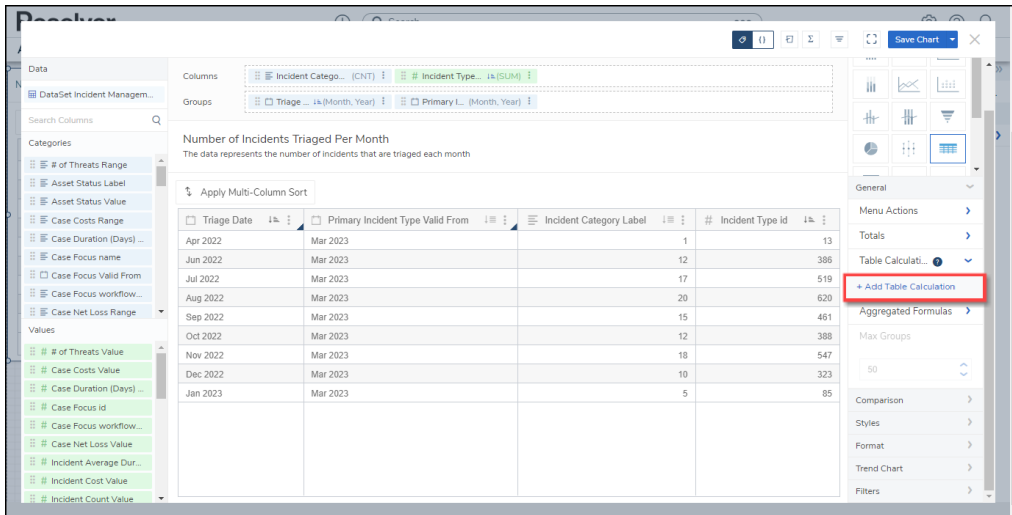 Resolver
Search
Save Chart
Data
DataSet Incident Managem...
Search Columns
Categories
# of Threats Range
Asset Status Label
Asset Status Value
Case Costs Range
Case Duration (Days) ...
Case Focus name
Case Focus Valid From
Case Focus workflow...
Case Net Loss Range
Values
# # of Threats Value
# Case Costs Value
# Case Duration (Days) ...
# Case Focus id
# Case Focus workflow...
# Case Net Loss Value
# Incident Average Dur...
# Incident Cost Value
# Incident Count Value
Columns
Incident Catego... (CNT)
# Incident Type... (SUM)
Groups
Triage ... (Month, Year)
Primary I... (Month, Year)
Number of Incidents Triaged Per Month
The data represents the number of incidents that are triaged each month
Apply Multi-Column Sort
Triage Date Primary Incident Type Valid From Incident Category Label # Incident Type id
Apr 2022 Mar 2023 1 13
Jun 2022 Mar 2023 12 386
Jul 2022 Mar 2023 17 519
Aug 2022 Mar 2023 20 620
Sep 2022 Mar 2023 15 461
Oct 2022 Mar 2023 12 388
Nov 2022 Mar 2023 18 547
Dec 2022 Mar 2023 10 323
Jan 2023 Mar 2023 5 85
General
Menu Actions
Totals
Table Calculati... ?
+ Add Table Calculation
Aggregated Formulas
Max Groups
50
Comparison
Styles
Format
Trend Chart
Filters